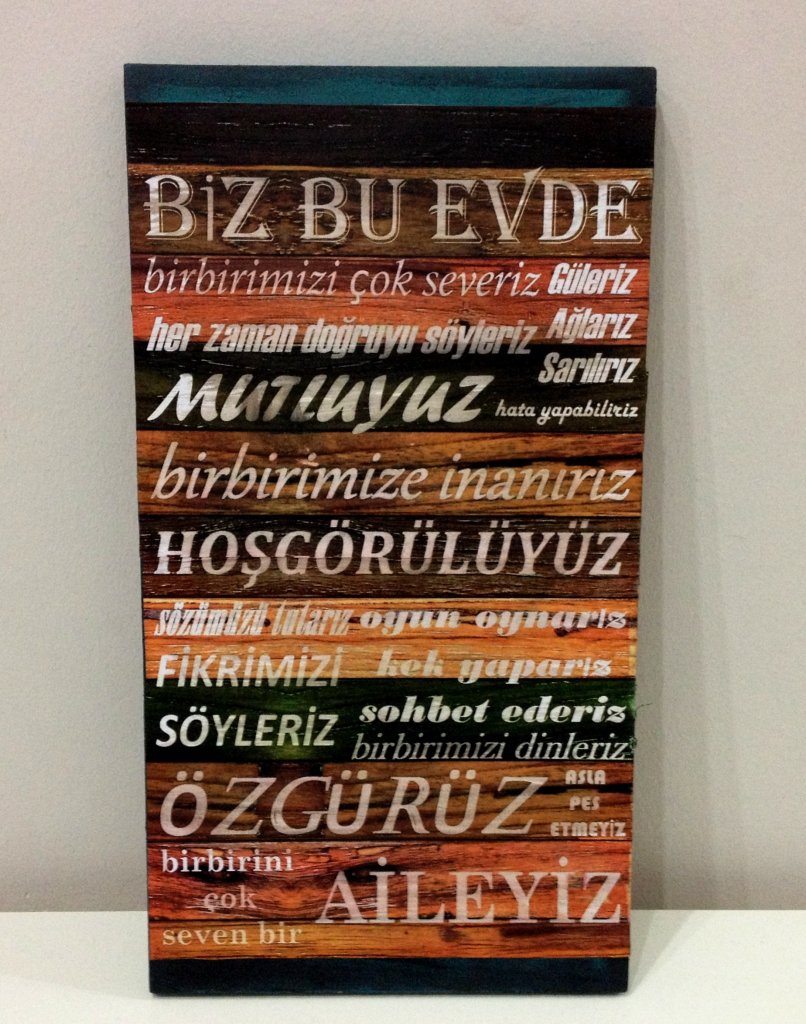 BİZ BU EVDE
birbirimizi çok severiz Güleriz
her zaman doğruyu söyleriz Ağlarız
Sarılırız
MUTLUYUZ hata yapabiliriz
birbirimize inanırız
HOŞGÖRÜLÜYÜZ
sözümüzü tutarız oyun oynarız
FİKRİMİZİ kek yaparız
SÖYLERİZ sohbet ederiz
birbirimizi dinleriz
ÖZGÜRÜZ ASLA
PES
ETMEYİZ
birbirini
çok
seven bir AİLEYİZ